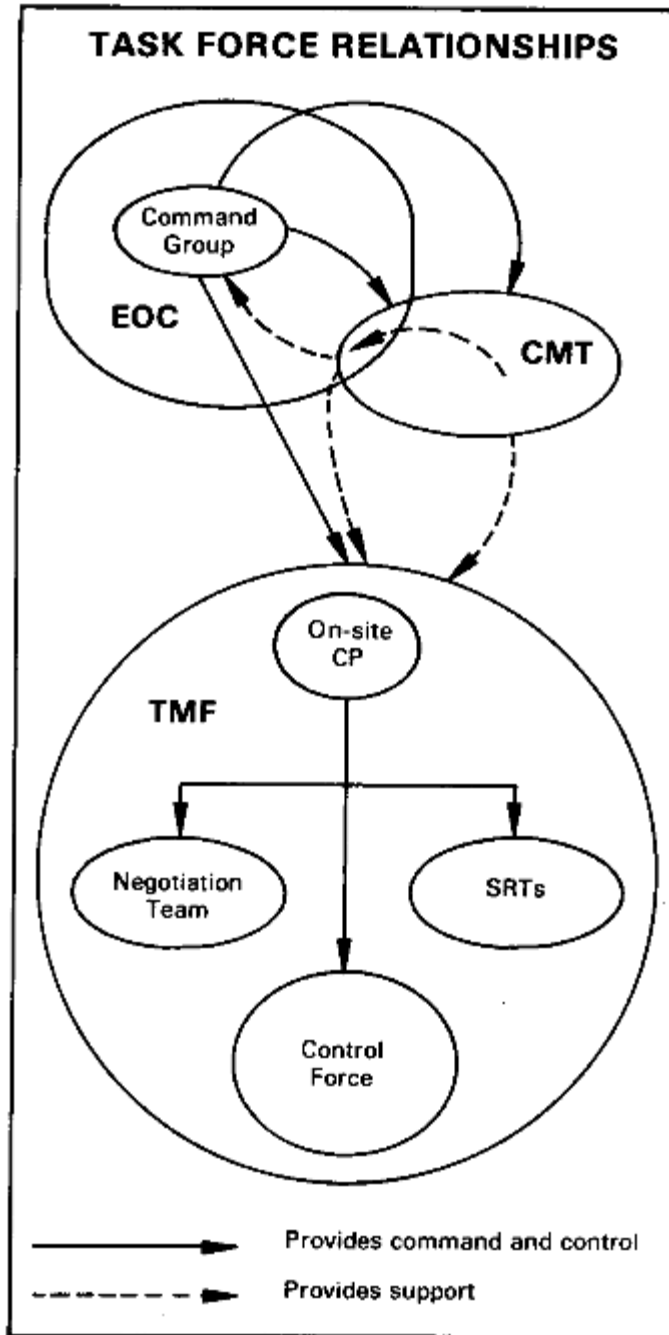 TASK FORCE RELATIONSHIPS
Command
Group
EOC
CMT
On-site
CP
TMF
Negotiation
Team
SRTs
Control
Force
Provides command and control
Provides support